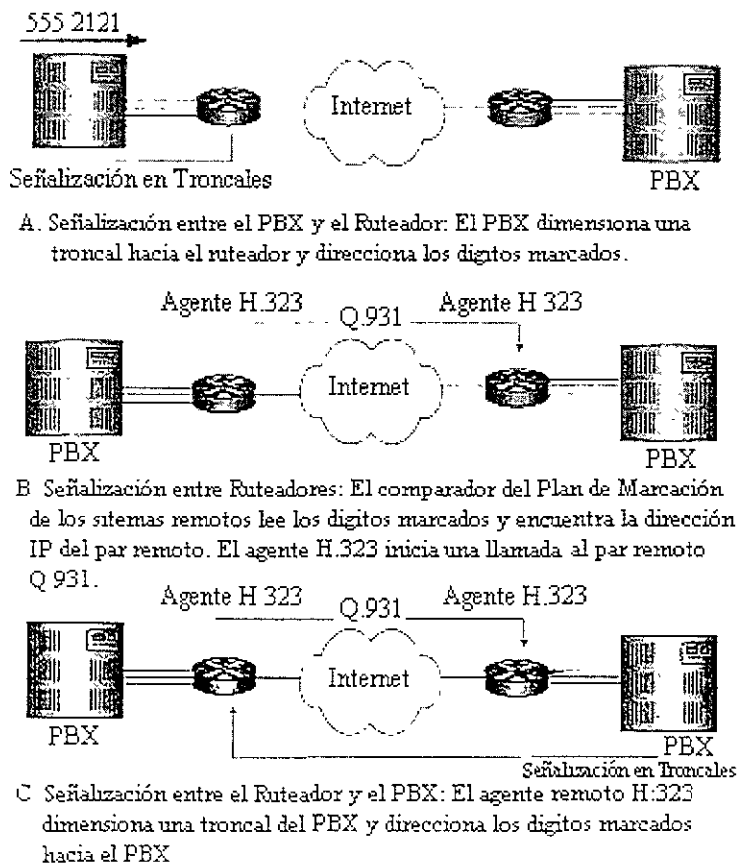 555 2121
Internet
Señalización en Troncales
PBX
A. Señalización entre el PBX y el Ruteador: El PBX dimensiona una
troncal hacia el ruteador y direcciona los digitos marcados.
Agente H.323
Q.931
Agente H 323
Internet
PBX
PBX
B Señalización entre Ruteadores: El comparador del Plan de Marcación
de los sitemas remotos lee los digitos marcados y encuentra la dirección
IP del par remoto. El agente H.323 inicia una llamada al par remoto
Q 931.
Agente H 323
Q.931
Agente H.323
Internet
PBX
PBX
Señalización en Troncales
C Señalización entre el Ruteador y el PBX: El agente remoto H:323
dimensiona una troncal del PBX y direcciona los digitos marcados
hacia el PBX